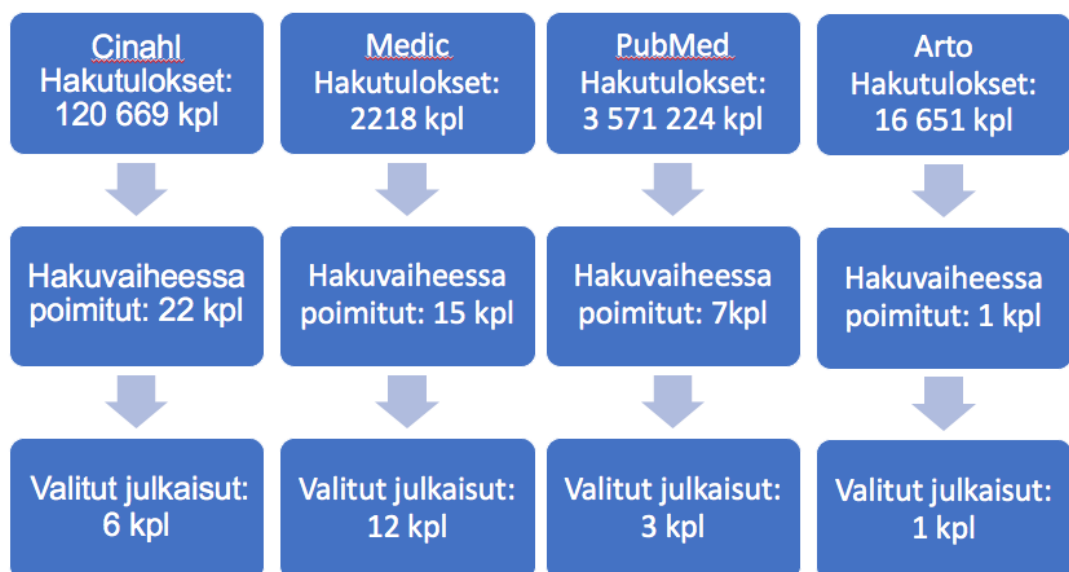 Cinahl
Hakutulokset:
120 669 kpl
Medic
Hakutulokset:
2218 kpl
PubMed
Hakutulokset:
3 571 224 kpl
Arto
Hakutulokset:
16 651 kpl
Hakuvaiheessa
poimitut: 22 kpl
Hakuvaiheessa
poimitut: 15 kpl
Hakuvaiheessa
poimitut: 7kpl
Hakuvaiheessa
poimitut: 1 kpl
Valitut julkaisut:
6 kpl
Valitut julkaisut:
12 kpl
Valitut julkaisut:
3 kpl
Valitut julkaisut:
1 kpl